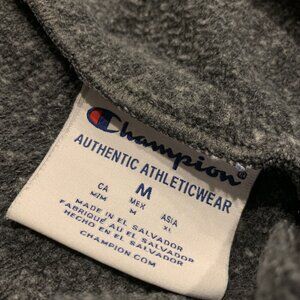 Champion®
AUTHENTIC ATHLETICWEAR
M
CA MEX ASIA
M/M M XL
MADE IN EL SALVADOR
FABRIQUÉ AU EL SALVADOR
HECHO EN EL SALVADOR
CHAMPION.COM